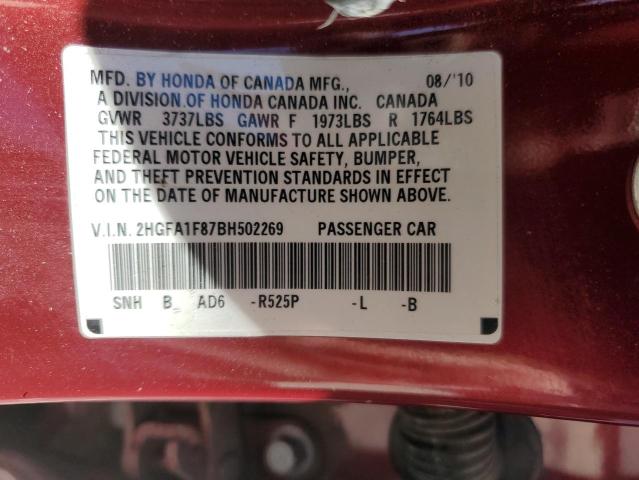 MFD. BY HONDA OF CANADA MFG., 08/'10
A DIVISION OF HONDA CANADA INC. CANADA
GVWR 3737LBS GAWR F 1973LBS R 1764LBS
THIS VEHICLE CONFORMS TO ALL APPLICABLE
FEDERAL MOTOR VEHICLE SAFETY, BUMPER,
AND THEFT PREVENTION STANDARDS IN EFFECT
ON THE DATE OF MANUFACTURE SHOWN ABOVE.
V.I.N. 2HGFA1F87BH502269 PASSENGER CAR
SNH B AD6 -R525P -L -B